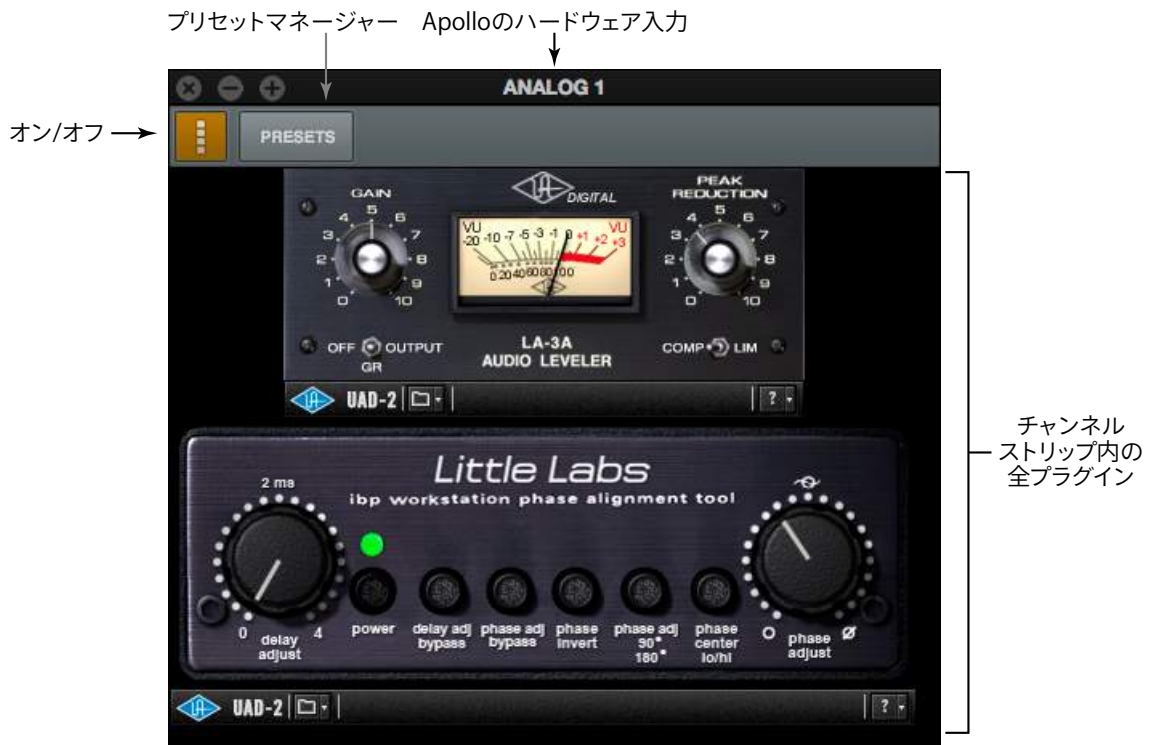 プリセットマネージャー Apolloのハードウェア入力
ANALOG 1
オン/オフ
PRESETS
GAIN
0 1 2 3 4 5 6 7 8 9 10
UA DIGITAL
PEAK
REDUCTION
0 1 2 3 4 5 6 7 8 9 10
VU VU
-20 -10 -7 -5 -3 -1 0 +1 +2 +3
0 20 40 60 80 100
OFF OUTPUT
GR
LA-3A
AUDIO LEVELER
COMP LIM
UA UAD-2 ?
チャンネル
ストリップ内の
全プラグイン
Little Labs
ibp workstation phase alignment tool
2 ms
0 4
delay
adjust
power
delay adj
bypass
phase adj
bypass
phase
invert
phase adj
90°
180°
phase
center
lo/hi
O Ø
phase
adjust
UA UAD-2 ?